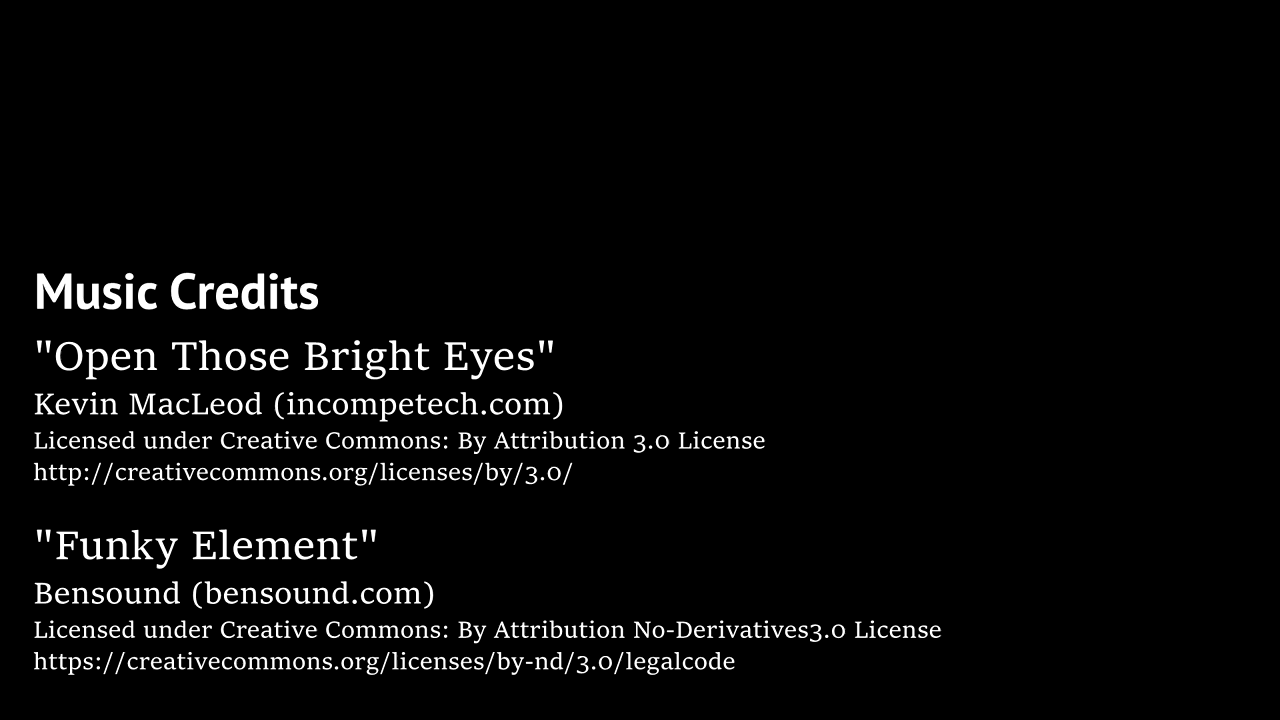 Music Credits
"Open Those Bright Eyes"
Kevin MacLeod (incompetech.com)
Licensed under Creative Commons: By Attribution 3.0 License
http://creativecommons.org/licenses/by/3.0/
"Funky Element"
Bensound (bensound.com)
Licensed under Creative Commons: By Attribution No-Derivatives3.0 License
https://creativecommons.org/licenses/by-nd/3.0/legalcode